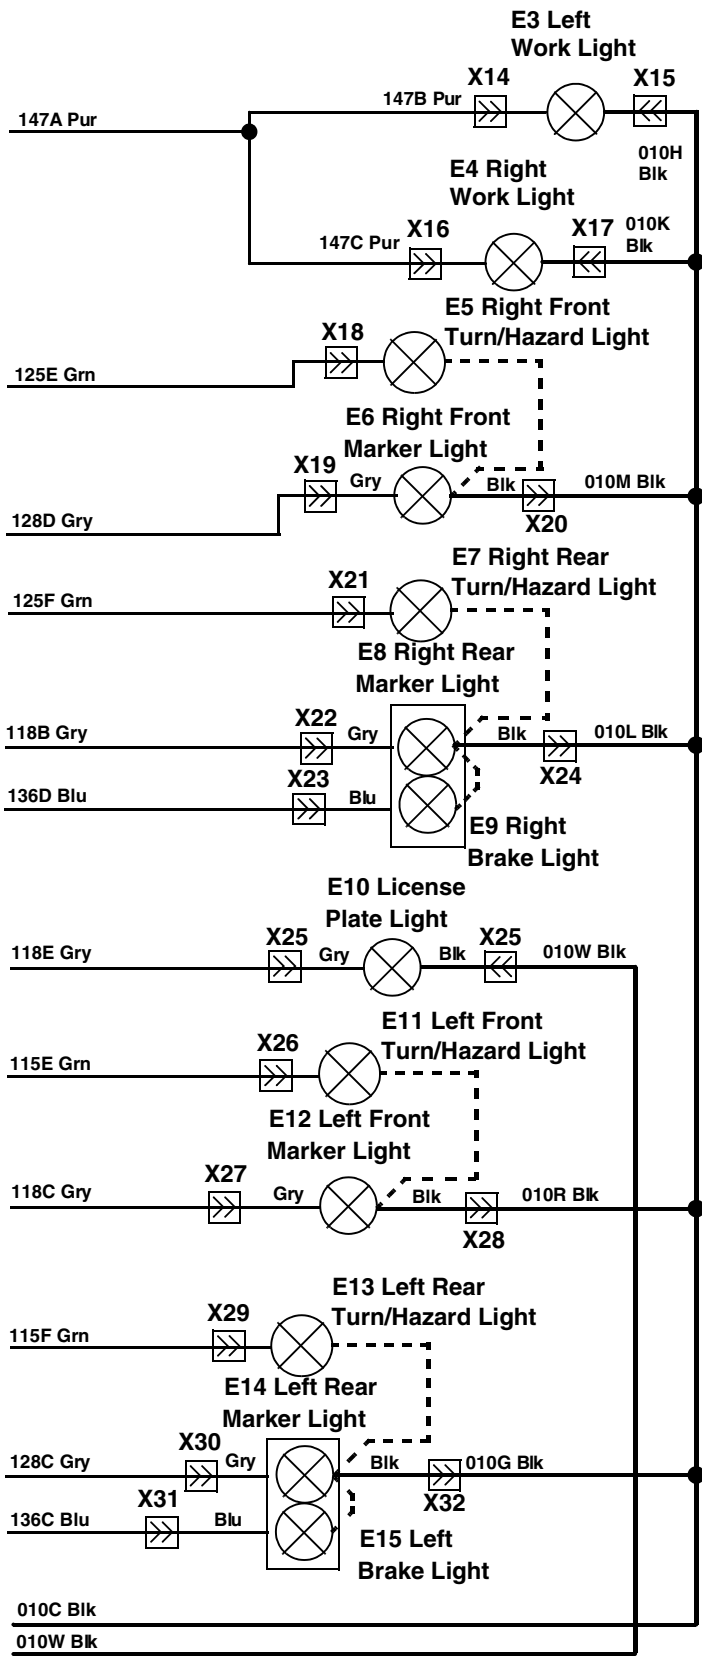 E3 Left
Work Light
X14
X15
147B Pur
147A Pur
010H
Blk
E4 Right
Work Light
X16
X17
010K
Blk
147C Pur
E5 Right Front
Turn/Hazard Light
X18
125E Grn
E6 Right Front
Marker Light
X19
Gry
Blk
010M Blk
X20
128D Gry
E7 Right Rear
Turn/Hazard Light
X21
125F Grn
E8 Right Rear
Marker Light
X22
118B Gry
Gry
Blk
010L Blk
X24
X23
136D Blu
Blu
E9 Right
Brake Light
E10 License
Plate Light
X25
X25
118E Gry
Gry
Blk
010W Blk
E11 Left Front
Turn/Hazard Light
X26
115E Grn
E12 Left Front
Marker Light
X27
118C Gry
Gry
Blk
010R Blk
X28
E13 Left Rear
Turn/Hazard Light
X29
115F Grn
E14 Left Rear
Marker Light
X30
128C Gry
Gry
Blk
010G Blk
X32
X31
136C Blu
Blu
E15 Left
Brake Light
010C Blk
010W Blk